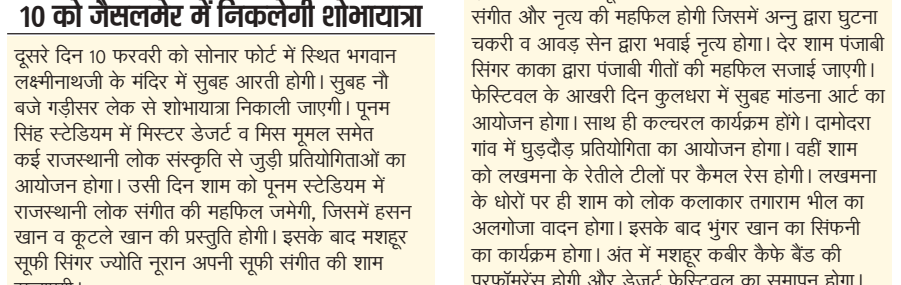 10 को जैसलमेर में निकलेगी शोभायात्रा
दूसरे दिन 10 फरवरी को सोनार फोर्ट में स्थित भगवान
लक्ष्मीनाथजी के मंदिर में सुबह आरती होगी। सुबह नौ
बजे गड़ीसर लेक से शोभायात्रा निकाली जाएगी। पूनम
सिंह स्टेडियम में मिस्टर डेजर्ट व मिस मूमल समेत
कई राजस्थानी लोक संस्कृति से जुड़ी प्रतियोगिताओं का
आयोजन होगा। उसी दिन शाम को पूनम स्टेडियम में
राजस्थानी लोक संगीत की महफिल जमेगी, जिसमें हसन
खान व कूटले खान की प्रस्तुति होगी। इसके बाद मशहूर
सूफी सिंगर ज्योति नूरान अपनी सूफी संगीत की शाम
संगीत और नृत्य की महफिल होगी जिसमें अन्नु द्वारा घुटना
चकरी व आवड़ सेन द्वारा भवाई नृत्य होगा। देर शाम पंजाबी
सिंगर काका द्वारा पंजाबी गीतों की महफिल सजाई जाएगी।
फेस्टिवल के आखरी दिन कुलधरा में सुबह मांडना आर्ट का
आयोजन होगा। साथ ही कल्चरल कार्यक्रम होंगे। दामोदरा
गांव में घुड़दौड़ प्रतियोगिता का आयोजन होगा। वहीं शाम
को लखमना के रेतीले टीलों पर कैमल रेस होगी। लखमना
के धोरों पर ही शाम को लोक कलाकार तगाराम भील का
अलगोजा वादन होगा। इसके बाद भुंगर खान का सिंफनी
का कार्यक्रम होगा। अंत में मशहूर कबीर कैफे बैंड की
परफॉमरेंस होगी और डेजर्ट फेस्टिवल का समापन होगा।